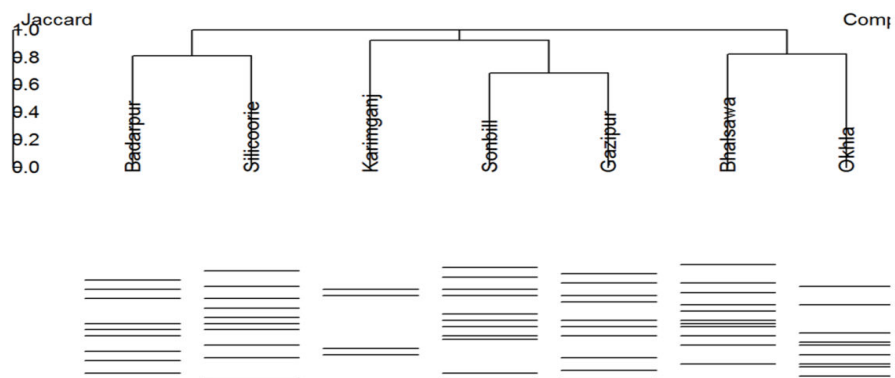 Jaccard
Comp
1.0
0.8
0.6
0.4
0.2
0.0
Badarpur
Silicoorie
Karimganj
Sonbill
Gazipur
Bhalsawa
Okhla